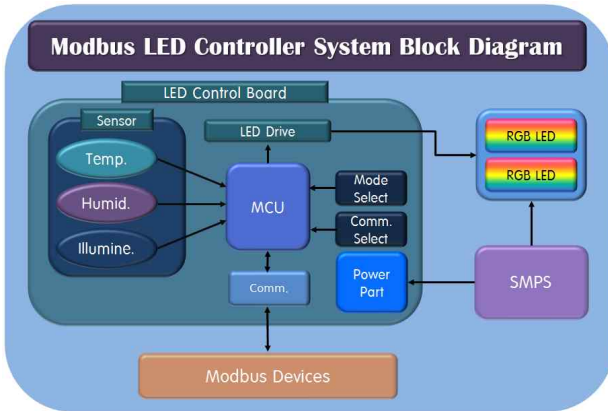 Modbus LED Controller System Block Diagram
LED Control Board
Sensor
LED Drive
RGB LED
RGB LED
Temp.
Humid.
Illumine.
MCU
Mode
Select
Comm.
Select
Comm.
Power
Part
SMPS
Modbus Devices